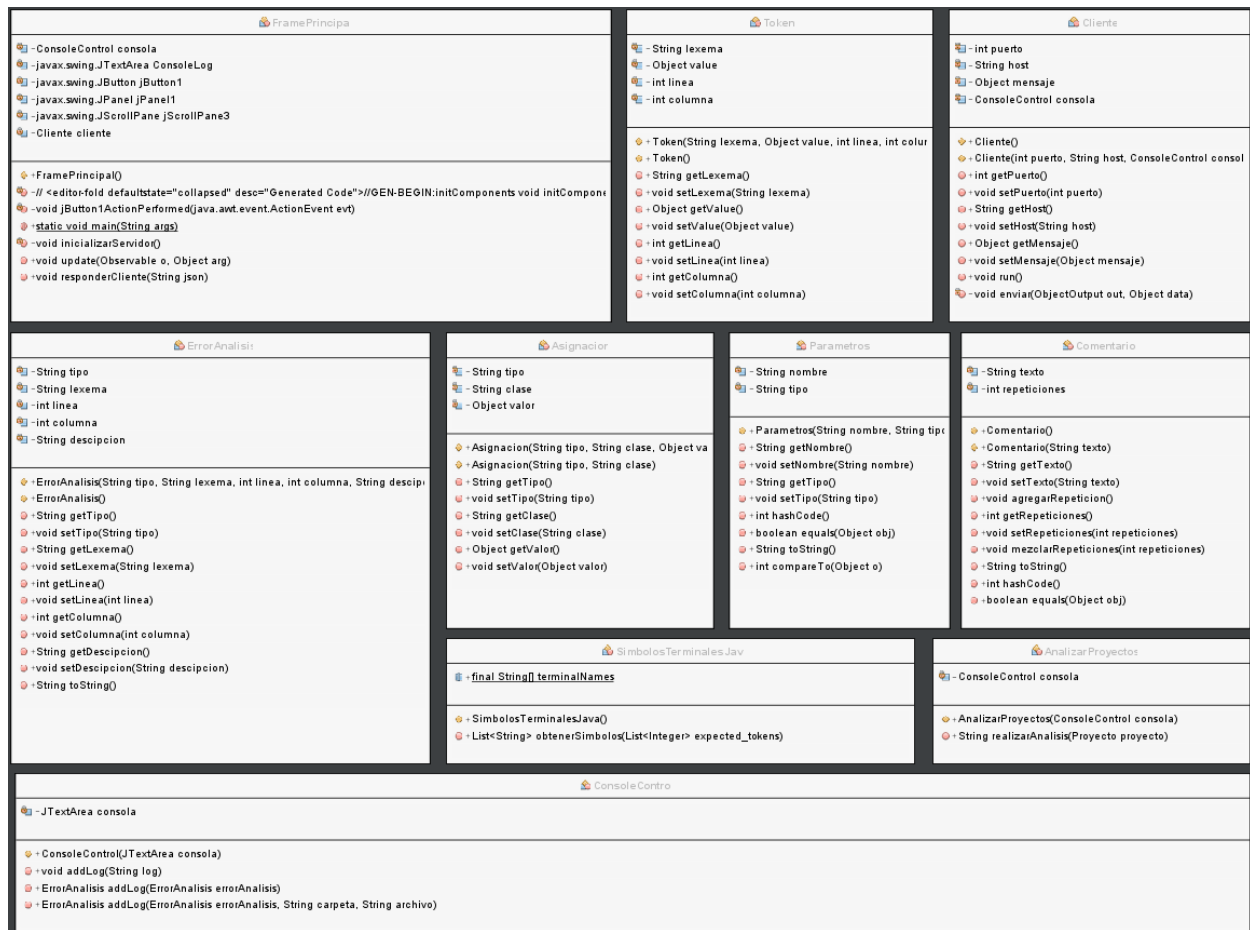 FramePrincipa
-ConsoleControl consola
-javax.swing.JTextArea ConsoleLog
-javax.swing.JButton jButton1
-javax.swing.JPanel jPanel1
-javax.swing.JScrollPane jScrollPane3
-Cliente cliente
+FramePrincipal()
-// <editor-fold defaultstate="collapsed" desc="Generated Code">//GEN-BEGIN:initComponents void initCompone
-void jButton1ActionPerformed(java.awt.event.ActionEvent evt)
+static void main(String args)
-void inicializarServidor()
+void update(Observable o, Object arg)
+void responderCliente(String json)
Token
-String lexema
-Object value
-int linea
-int columna
+Token(String lexema, Object value, int linea, int colur
+Token()
+String getLexema()
+void setLexema(String lexema)
+Object getValue()
+void setValue(Object value)
+int getLinea()
+void setLinea(int linea)
+int getColumna()
+void setColumna(int columna)
Cliente
-int puerto
-String host
-Object mensaje
-ConsoleControl consola
+Cliente()
+Cliente(int puerto, String host, ConsoleControl consol
+int getPuerto()
+void setPuerto(int puerto)
+String getHost()
+void setHost(String host)
+Object getMensaje()
+void setMensaje(Object mensaje)
+void run()
-void enviar(ObjectOutput out, Object data)
ErrorAnalisis
-String tipo
-String lexema
-int linea
-int columna
-String descipcion
+ErrorAnalisis(String tipo, String lexema, int linea, int columna, String descip
+ErrorAnalisis()
+String getTipo()
+void setTipo(String tipo)
+String getLexema()
+void setLexema(String lexema)
+int getLinea()
+void setLinea(int linea)
+int getColumna()
+void setColumna(int columna)
+String getDescipcion()
+void setDescipcion(String descipcion)
+String toString()
Asignacior
-String tipo
-String clase
-Object valor
+Asignacion(String tipo, String clase, Object va
+Asignacion(String tipo, String clase)
+String getTipo()
+void setTipo(String tipo)
+String getClase()
+void setClase(String clase)
+Object getValor()
+void setValor(Object valor)
Parametros
-String nombre
-String tipo
+Parametros(String nombre, String tipo
+String getNombre()
+void setNombre(String nombre)
+String getTipo()
+void setTipo(String tipo)
+int hashCode()
+boolean equals(Object obj)
+String toString()
+int compareTo(Object o)
Comentario
-String texto
-int repeticiones
+Comentario()
+Comentario(String texto)
+String getTexto()
+void setTexto(String texto)
+void agregarRepeticion()
+int getRepeticiones()
+void setRepeticiones(int repeticiones)
+void mezclarRepeticiones(int repeticiones)
+String toString()
+int hashCode()
+boolean equals(Object obj)
SimbolosTerminalesJav
+final String[] terminalNames
+SimbolosTerminalesJava()
+List<String> obtenerSimbolos(List<Integer> expected_tokens)
AnalizarProyectos
-ConsoleControl consola
+AnalizarProyectos(ConsoleControl consola)
+String realizarAnalisis(Proyecto proyecto)
ConsoleContro
-JTextArea consola
+ConsoleControl(JTextArea consola)
+void addLog(String log)
+ErrorAnalisis addLog(ErrorAnalisis errorAnalisis)
+ErrorAnalisis addLog(ErrorAnalisis errorAnalisis, String carpeta, String archivo)